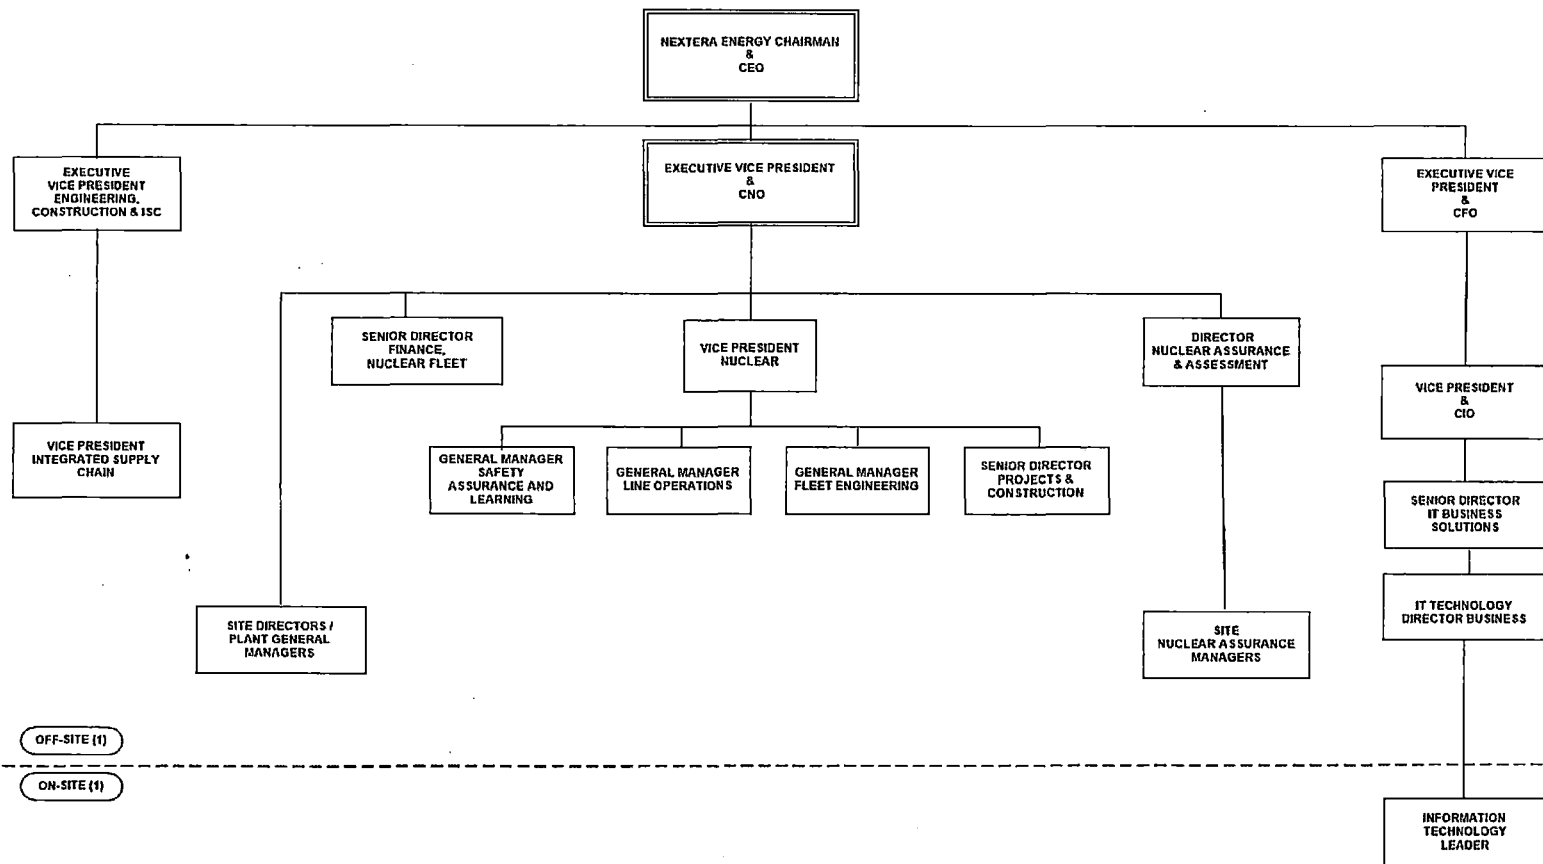 NEXTERA ENERGY CHAIRMAN
&
CEO
EXECUTIVE
VICE PRESIDENT
ENGINEERING,
CONSTRUCTION & ISC
EXECUTIVE VICE PRESIDENT
&
CNO
EXECUTIVE VICE
PRESIDENT
&
CFO
SENIOR DIRECTOR
FINANCE,
NUCLEAR FLEET
VICE PRESIDENT
NUCLEAR
DIRECTOR
NUCLEAR ASSURANCE
& ASSESSMENT
VICE PRESIDENT
&
CIO
VICE PRESIDENT
INTEGRATED SUPPLY
CHAIN
GENERAL MANAGER
SAFETY
ASSURANCE AND
LEARNING
GENERAL MANAGER
LINE OPERATIONS
GENERAL MANAGER
FLEET ENGINEERING
SENIOR DIRECTOR
PROJECTS &
CONSTRUCTION
SENIOR DIRECTOR
IT BUSINESS
SOLUTIONS
IT TECHNOLOGY
DIRECTOR BUSINESS
SITE DIRECTORS /
PLANT GENERAL
MANAGERS
SITE
NUCLEAR ASSURANCE
MANAGERS
OFF-SITE (1)
ON-SITE (1)
INFORMATION
TECHNOLOGY
LEADER